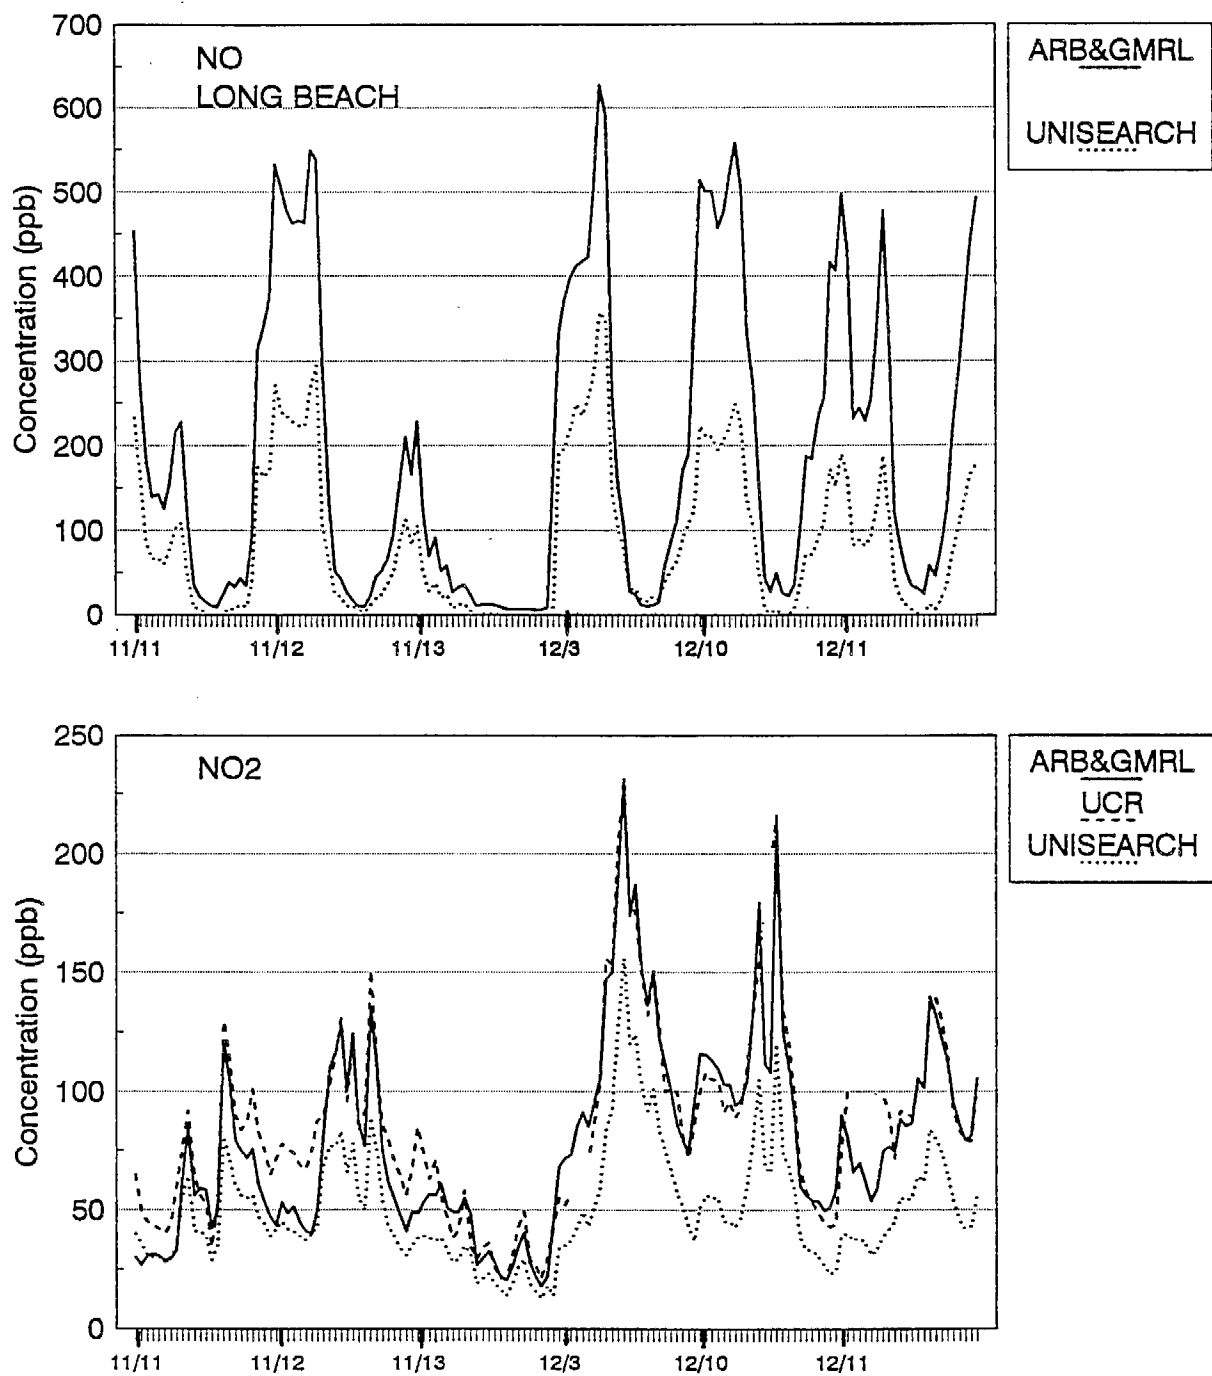 700
600
500
400
300
200
100
0
Concentration (ppb)
NO
LONG BEACH
11/11
11/12
11/13
12/3
12/10
12/11
ARB&GMRL
UNISEARCH
250
200
150
100
50
0
Concentration (ppb)
NO2
11/11
11/12
11/13
12/3
12/10
12/11
ARB&GMRL
UCR
UNISEARCH